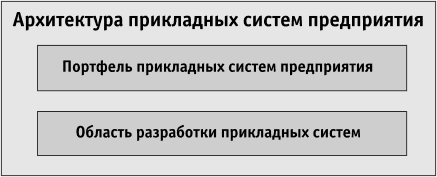 Архитектура прикладных систем предприятия
Портфель прикладных систем предприятия
Область разработки прикладных систем